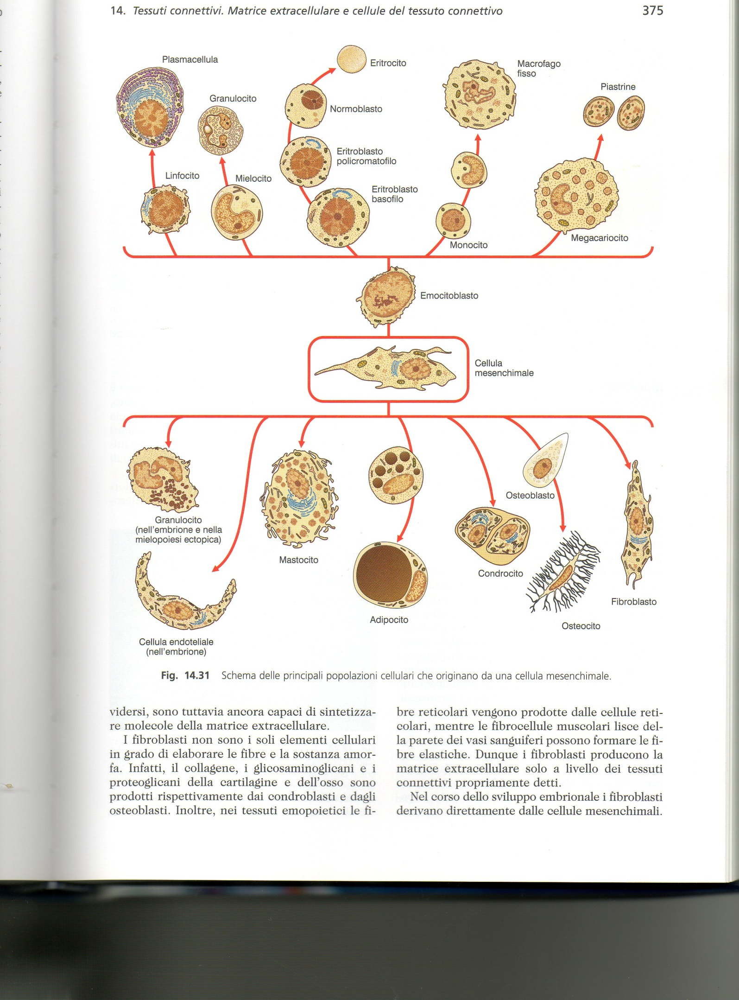 14. Tessuti connettivi. Matrice extracellulare e cellule del tessuto connettivo 375
Plasmacellula
Eritrocito
Macrofago
fisso
Piastrine
Granulocito
Normoblasto
Eritroblasto
policromatofilo
Linfocito
Mielocito
Eritroblasto
basofilo
Monocito
Megacariocito
Emocitoblasto
Cellula
mesenchimale
Osteoblasto
Granulocito
(nell'embrione e nella
mielopoiesi ectopica)
Mastocito
Condrocito
Fibroblasto
Adipocito
Osteocito
Cellula endoteliale
(nell'embrione)
Fig. 14.31 Schema delle principali popolazioni cellulari che originano da una cellula mesenchimale.
vidersi, sono tuttavia ancora capaci di sintetizza-
re molecole della matrice extracellulare.
I fibroblasti non sono i soli elementi cellulari
in grado di elaborare le fibre e la sostanza amor-
fa. Infatti, il collagene, i glicosaminoglicani e i
proteoglicani della cartilagine e dell'osso sono
prodotti rispettivamente dai condroblasti e dagli
osteoblasti. Inoltre, nei tessuti emopoietici le fi-
bre reticolari vengono prodotte dalle cellule reti-
colari, mentre le fibrocellule muscolari lisce del-
la parete dei vasi sanguiferi possono formare le fi-
bre elastiche. Dunque i fibroblasti producono la
matrice extracellulare solo a livello dei tessuti
connettivi propriamente detti.
Nel corso dello sviluppo embrionale i fibroblasti
derivano direttamente dalle cellule mesenchimali.